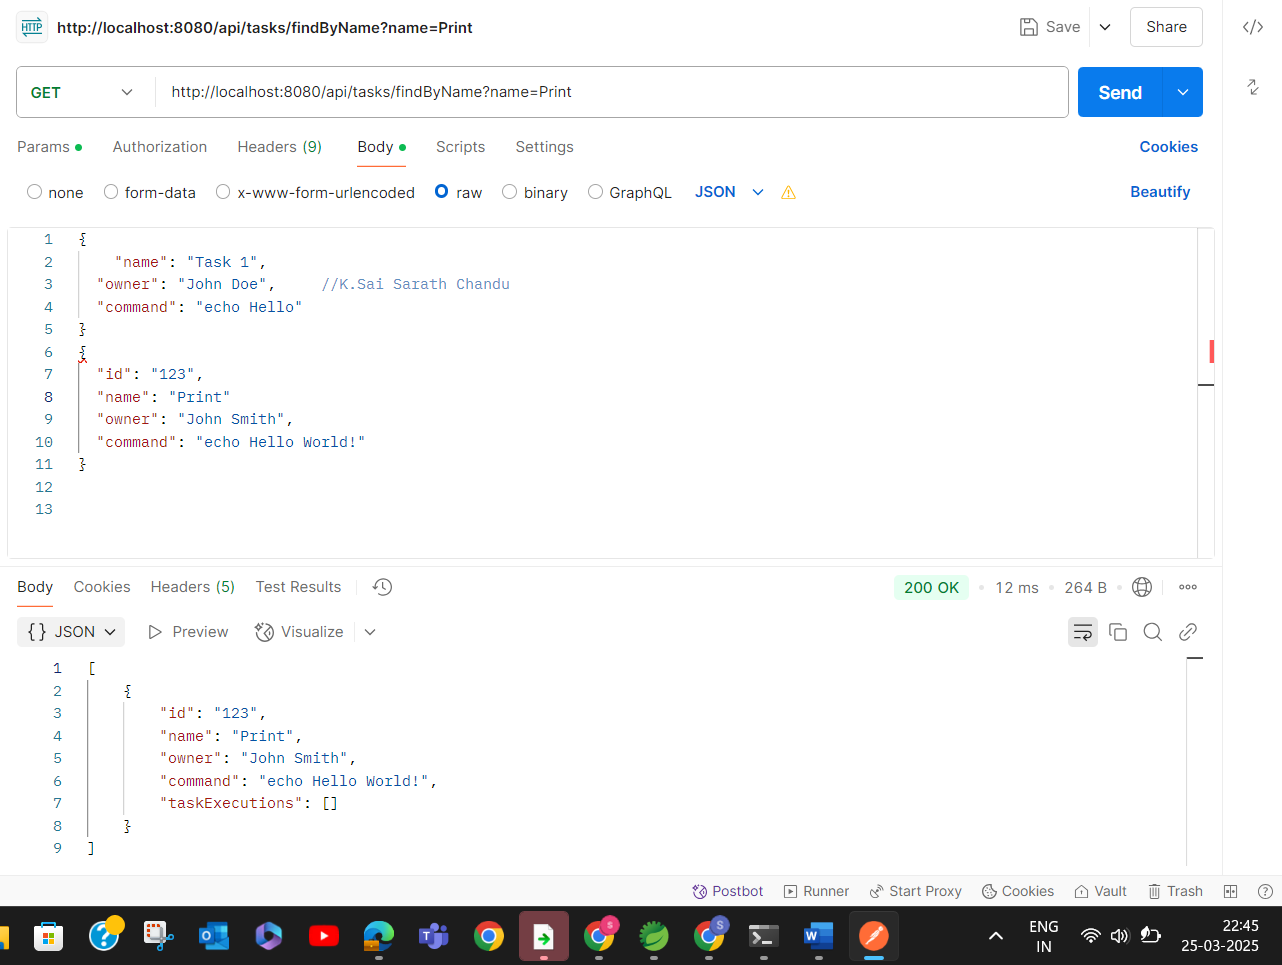 HTTP http://localhost:8080/api/tasks/findByName?name=Print Save Share
GET http://localhost:8080/api/tasks/findByName?name=Print Send
Params Authorization Headers (9) Body Scripts Settings Cookies
none form-data x-www-form-urlencoded raw binary GraphQL JSON Beautify
1 {
2 "name": "Task 1",
3 "owner": "John Doe", //K.Sai Sarath Chandu
4 "command": "echo Hello"
5 }
6 {
7 "id": "123",
8 "name": "Print"
9 "owner": "John Smith",
10 "command": "echo Hello World!"
11 }
12
13
Body Cookies Headers (5) Test Results 200 OK 12 ms 264 B
{} JSON Preview Visualize
1 [
2 {
3 "id": "123",
4 "name": "Print",
5 "owner": "John Smith",
6 "command": "echo Hello World!",
7 "taskExecutions": []
8 }
9 ]
Postbot Runner Start Proxy Cookies Vault Trash
ENG 22:45
IN 25-03-2025